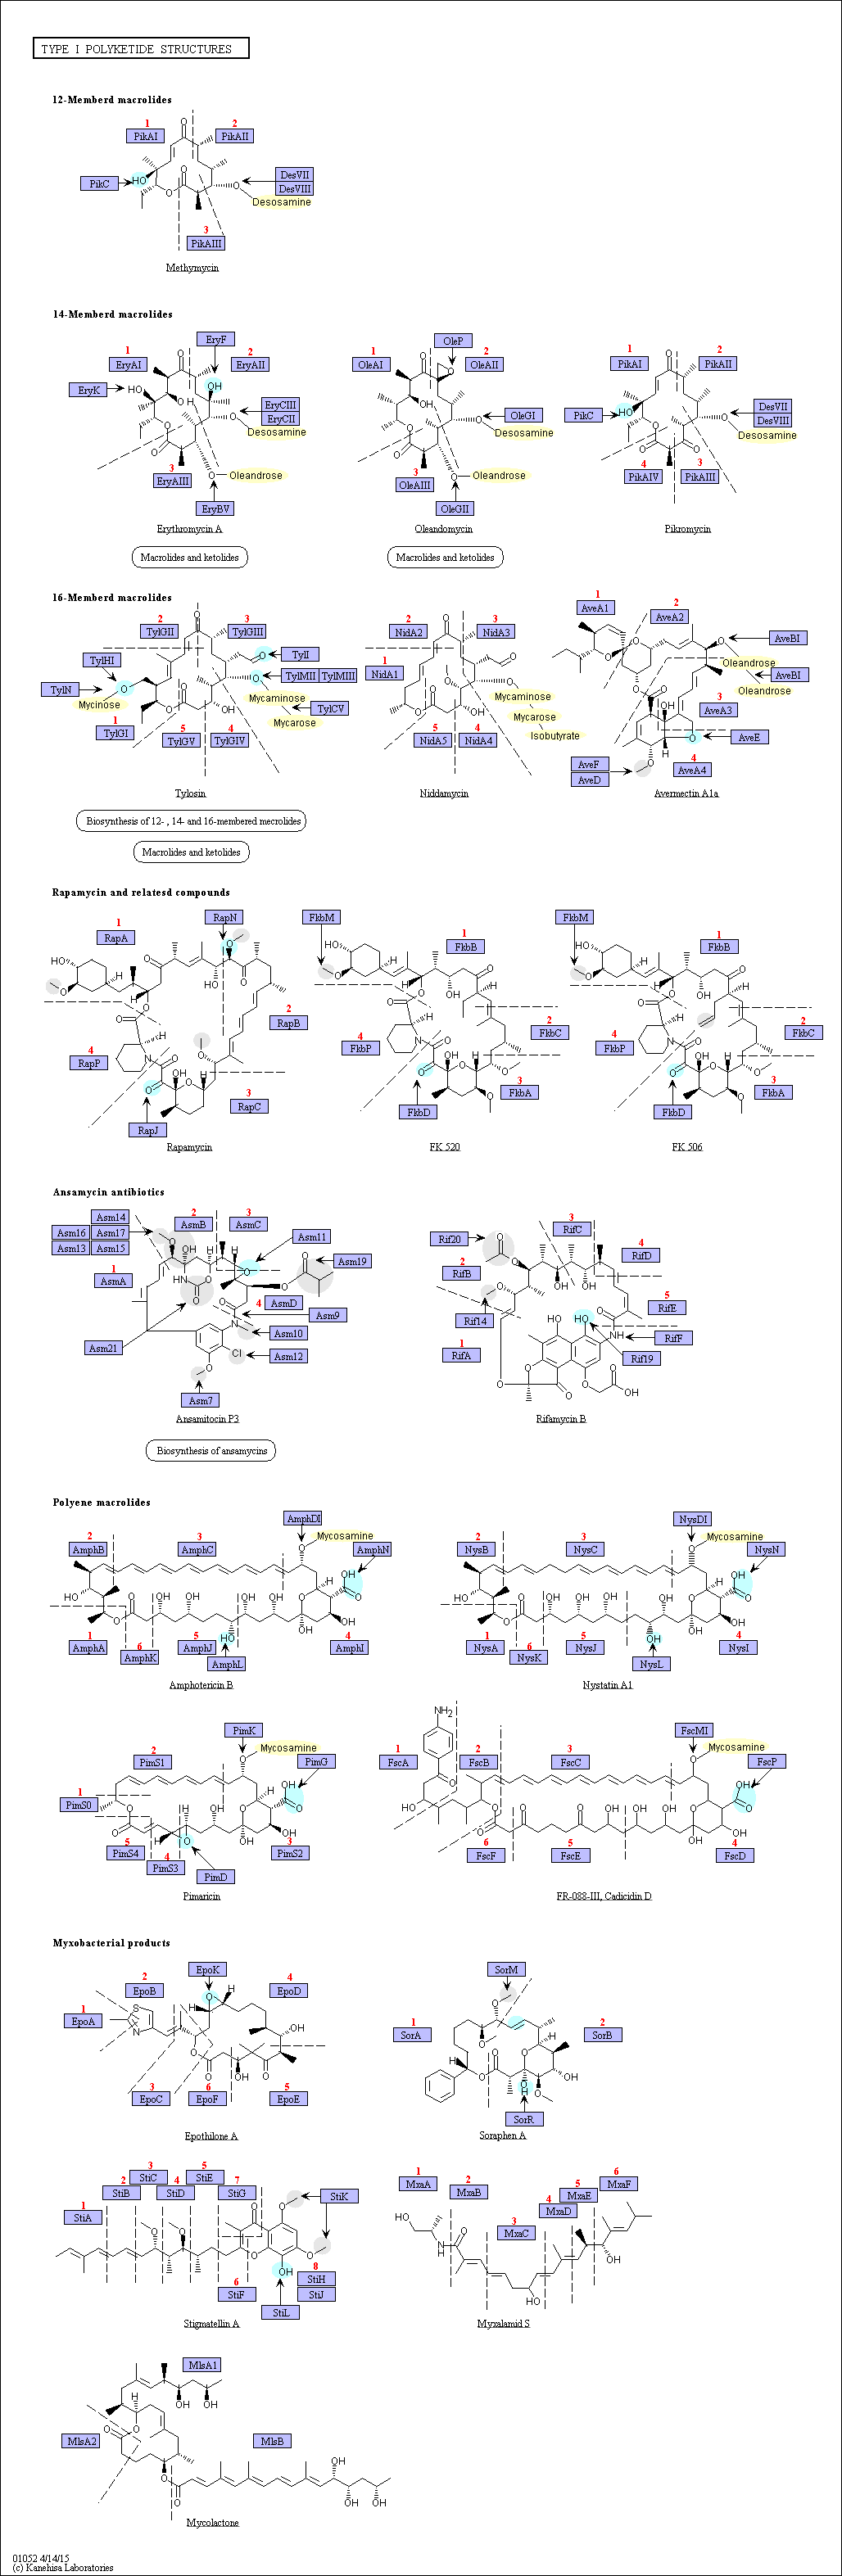 TYPE I POLYKETIDE STRUCTURES
12-Memberd macrolides
1
2
PikAI
O
PikAII
PikC
HO
O
O
O
DesVII
DesVIII
Desosamine
3
PikAIII
Methymycin
14-Memberd macrolides
EryF
OleP
1
2
1
2
1
2
EryAI
O
EryAII
OleAI
O
O
OleAII
PikAI
O
PikAII
EryK
HO
OH
OH
EryCIII
EryCII
Desosamine
OH
O
OleGI
Desosamine
PikC
HO
O
DesVII
DesVIII
Desosamine
O
O
O
O
O
O
O
3
EryAIII
O
Oleandrose
3
OleAIII
O
Oleandrose
4
PikAIV
3
PikAIII
EryBV
OleGII
Erythromycin A
Oleandomycin
Pikromycin
Macrolides and ketolides
Macrolides and ketolides
16-Memberd macrolides
2
TylGII
O
3
TylGIII
2
NidA2
O
3
NidA3
1
AveA1
2
AveA2
TylHI
O
TylI
1
NidA1
O
O
O
O
AveBI
Oleandrose
TylN
O
Mycinose
O
TylMII
TylMIII
Mycaminose
Mycarose
TylCV
O
Mycaminose
Mycarose
Isobutyrate
O
AveBI
Oleandrose
O
O
OH
O
O
OH
O
O
OH
3
AveA3
1
TylGI
5
TylGV
4
TylGIV
5
NidA5
4
NidA4
O
AveE
H
4
AveA4
AveF
AveD
O
Tylosin
Niddamycin
Avermectin A1a
Biosynthesis of 12- , 14- and 16-membered mecrolides
Macrolides and ketolides
Rapamycin and relatesd compounds
1
RapA
RapN
FkbM
1
FkbB
FkbM
1
FkbB
HO
O
O
O
OH
O
H
H
O
HO
O
H
H
O
OH
O
HO
O
H
H
O
OH
O
2
RapB
2
FkbC
2
FkbC
O
H
N
O
O
O
OH
O
H
O
H
N
O
O
OH
O
H
O
O
O
H
N
O
O
OH
O
H
O
O
4
RapP
4
FkbP
4
FkbP
3
RapC
3
FkbA
3
FkbA
RapJ
FkbD
FkbD
Rapamycin
FK 520
FK 506
Ansamycin antibiotics
Asm14
Asm16
Asm17
Asm13
Asm15
2
AsmB
3
AsmC
Asm11
Asm19
Rif20
3
RifC
4
RifD
1
AsmA
O
OH
H
H
O
O
O
HN
O
O
O
2
RifB
O
O
OH
OH
4
AsmD
Asm9
O
N
Asm10
O
Rif14
OH
HO
O
NH
5
RifE
RifF
Asm21
Cl
Asm12
1
RifA
Rif19
O
O
O
O
O
O
OH
Asm7
Ansamitocin P3
Rifamycin B
Biosynthesis of ansamycins
Polyene macrolides
AmphDI
NysDI
2
AmphB
3
AmphC
Mycosamine
AmphN
2
NysB
3
NysC
Mycosamine
NysN
O
OH
O
H
O
HO
O
O
OH
OH
OH
OH
OH
OH
HO
O
OH
O
H
O
HO
O
O
OH
OH
OH
OH
OH
OH
OH
O
1
AmphA
6
AmphK
5
AmphJ
4
AmphI
1
NysA
6
NysK
5
NysJ
4
NysI
AmphL
NysL
Amphotericin B
Nystatin A1
NH2
PimK
FscMI
2
PimS1
Mycosamine
PimG
1
FscA
2
FscB
3
FscC
Mycosamine
FscP
1
PimS0
O
O
O
H
H
OH
O
O
OH
O
OH
OH
H
O
HO
O
O
O
O
O
OH
OH
OH
OH
OH
OH
O
O
OH
O
5
PimS4
4
PimS3
3
PimS2
6
FscF
5
FscE
4
FscD
PimD
Pimaricin
FR-088-III, Cadicidin D
Myxobacterial products
EpoK
SorM
2
EpoB
4
EpoD
1
EpoA
S
N
H
O
H
OH
O
O
OH
O
1
SorA
O
O
H
O
O
H
O
OH
O
OH
2
SorB
3
EpoC
6
EpoF
5
EpoE
SorR
Epothilone A
Soraphen A
3
StiC
5
StiE
1
MxaA
6
MxaF
2
StiB
4
StiD
7
StiG
StiK
2
MxaB
5
MxaE
1
StiA
4
MxaD
3
MxaC
O
O
O
O
O
O
OH
HO
N
H
O
HO
OH
6
StiF
8
StiH
StiJ
StiL
Stigmatellin A
Myxalamid S
MlsA1
H
OH
OH
O
O
MlsA2
MlsB
O
O
OH
OH
OH
Mycolactone
01052 4/14/15
(c) Kanehisa Laboratories